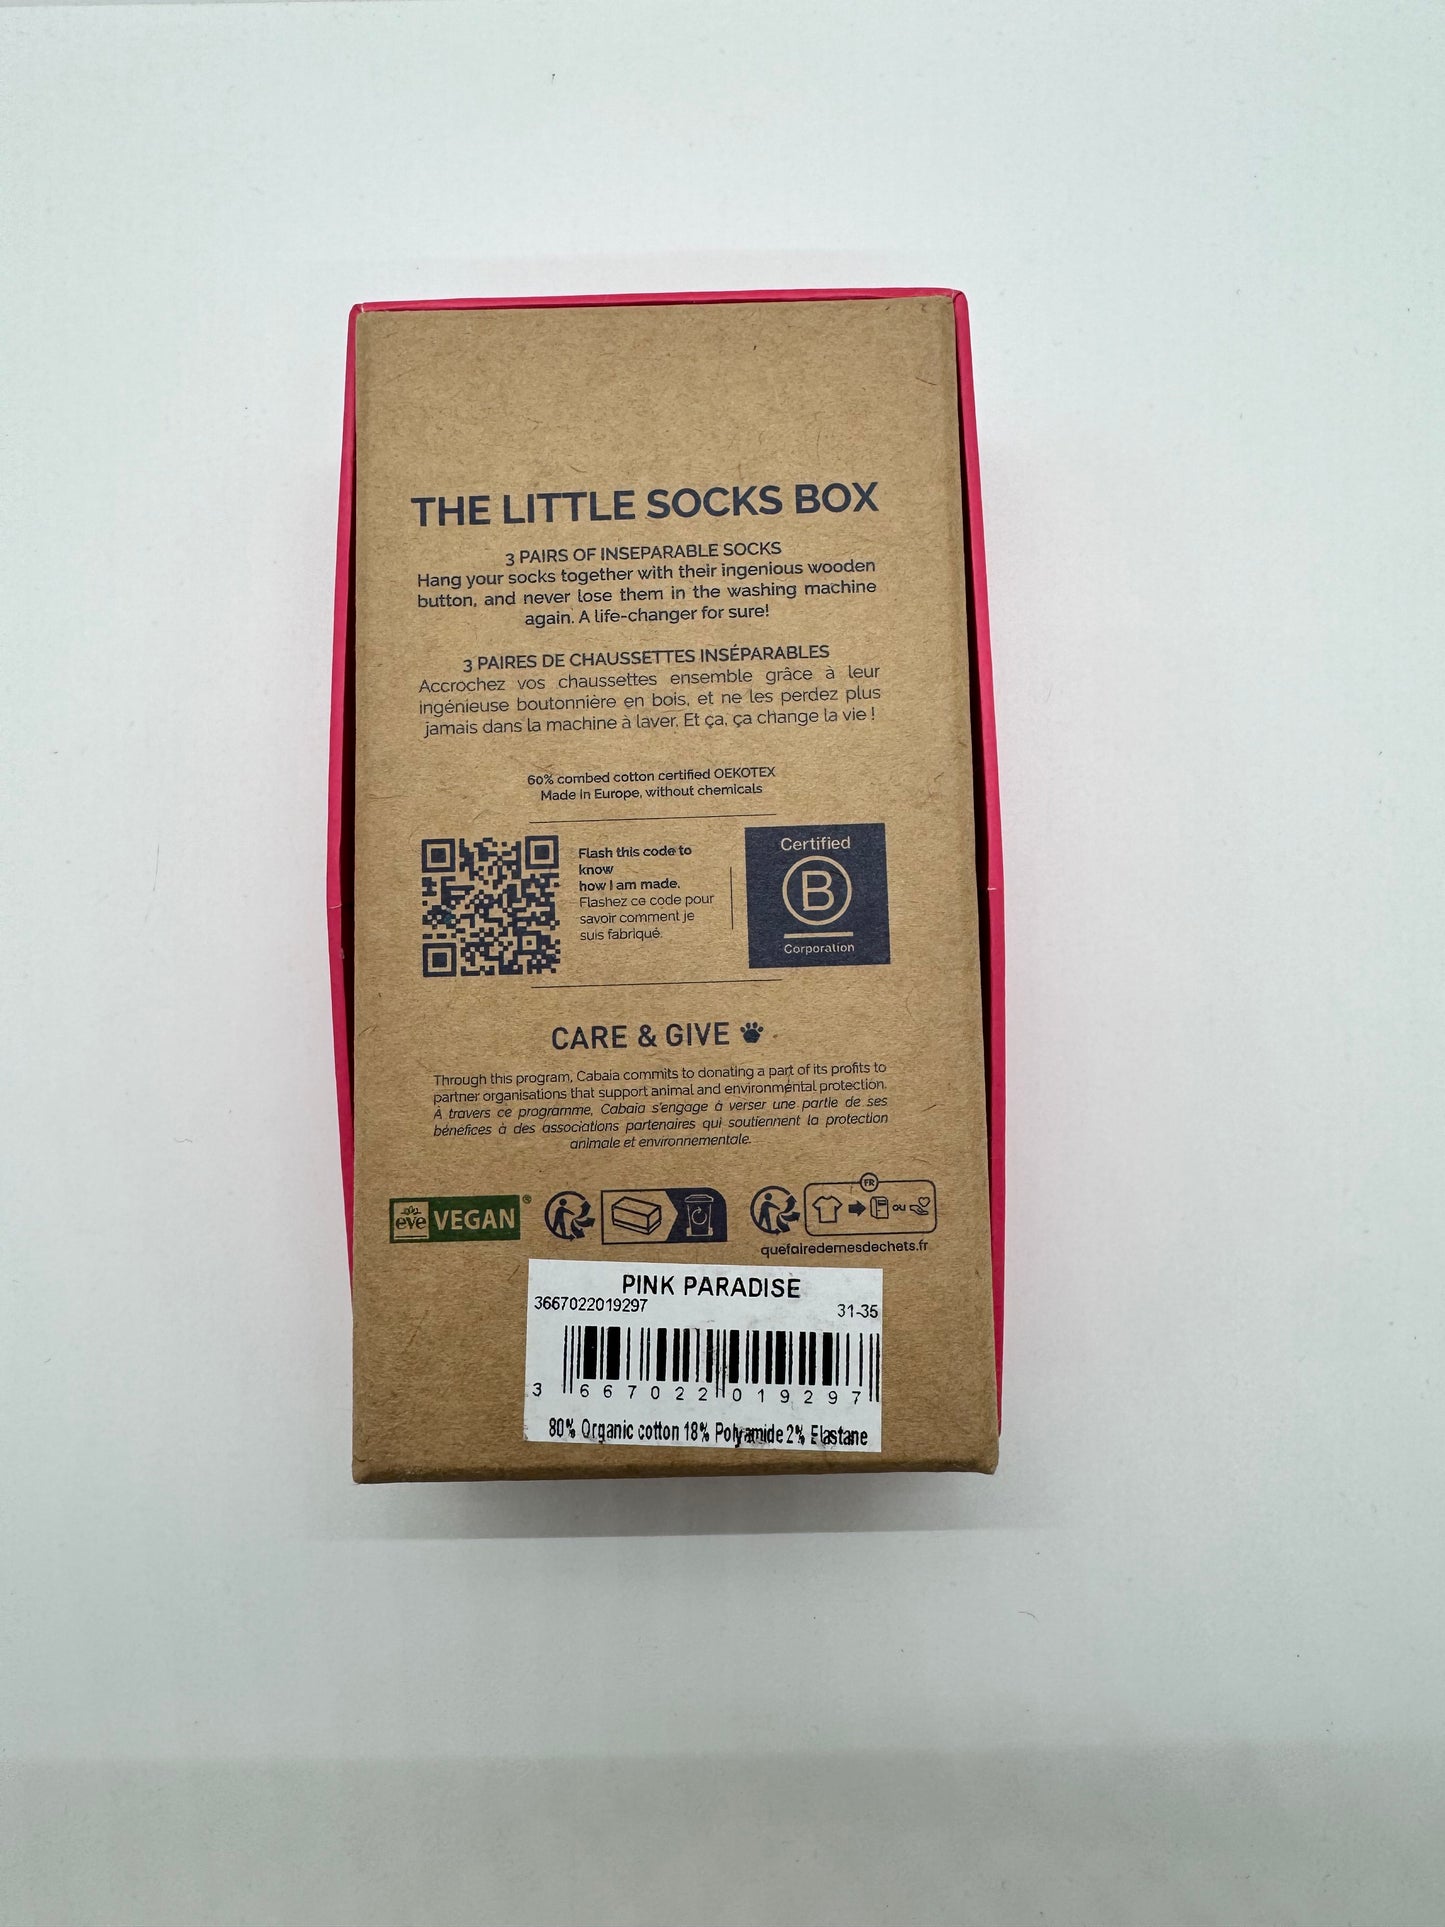 THE LITTLE SOCKS BOX
3 PAIRS OF INSEPARABLE SOCKS
Hang your socks together with their ingenious wooden
button, and never lose them in the washing machine
again. A life-changer for sure!
3 PAIRES DE CHAUSSETTES INSÉPARABLES
Accrochez vos chaussettes ensemble grâce à leur
ingénieuse boutonnière en bois, et ne les perdez plus
jamais dans la machine à laver. Et ça, ça change la vie !
60% combed cotton certified OEKOTEX
Made in Europe, without chemicals
Flash this code to
know
how I am made.
Flashez ce code pour
savoir comment je
suis fabriqué.
Certified
B
Corporation
CARE & GIVE
Through this program, Cabaia commits to donating a part of its profits to
partner organisations that support animal and environmental protection.
À travers ce programme, Cabaia s'engage à verser une partie de ses
bénéfices à des associations partenaires qui soutiennent la protection
animale et environnementale.
eve VEGAN®
FR
OU
quefairedemesdechets.fr
PINK PARADISE
3667022019297 31-35
3 667022 019297
80% Organic cotton 18% Polyamide 2% Elastane